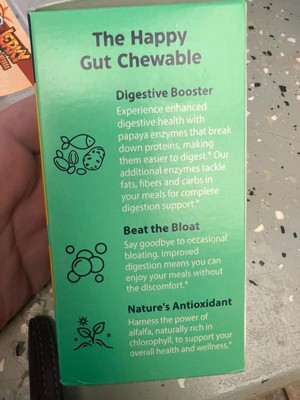 The Happy
Gut Chewable
Digestive Booster
Experience enhanced
digestive health with
papaya enzymes that break
down proteins, making
them easier to digest.* Our
additional enzymes tackle
fats, fibers and carbs in
your meals for complete
digestion support.*
Beat the Bloat
Say goodbye to occasional
bloating. Improved
digestion means you can
enjoy your meals without
the discomfort.*
Nature's Antioxidant
Harness the power of
alfalfa, naturally rich in
chlorophyll, to support your
overall health and wellness.*